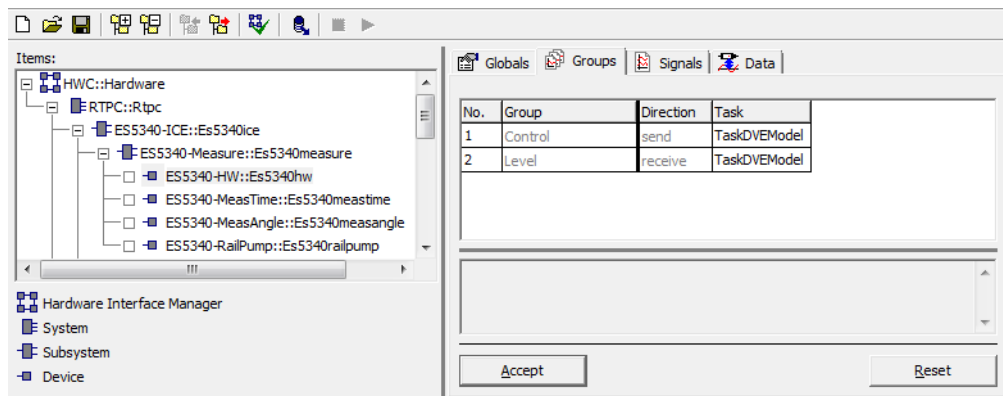 Items:
HWC::Hardware
RTPC::Rtpc
ES5340-ICE::Es5340ice
ES5340-Measure::Es5340measure
ES5340-HW::Es5340hw
ES5340-MeasTime::Es5340meastime
ES5340-MeasAngle::Es5340measangle
ES5340-RailPump::Es5340railpump
Hardware Interface Manager
System
Subsystem
Device
Globals Groups Signals Data
No. Group Direction Task
1 Control send TaskDVEModel
2 Level receive TaskDVEModel
Accept Reset